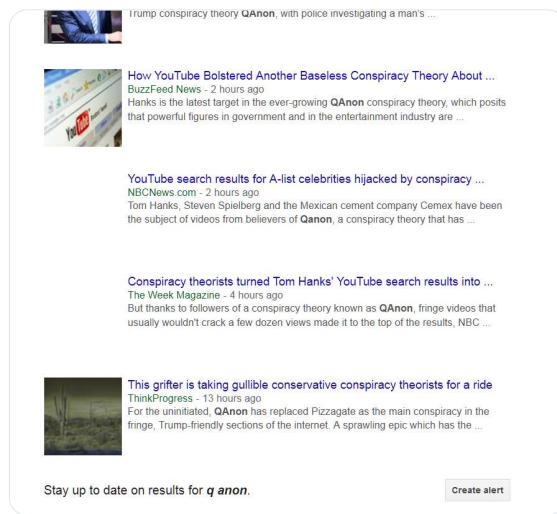 Trump conspiracy theory QAnon, with police investigating a man's ...
How YouTube Bolstered Another Baseless Conspiracy Theory About ...
BuzzFeed News - 2 hours ago
Hanks is the latest target in the ever-growing QAnon conspiracy theory, which posits
that powerful figures in government and in the entertainment industry are ...
You Tube
YouTube search results for A-list celebrities hijacked by conspiracy ...
NBCNews.com - 2 hours ago
Tom Hanks, Steven Spielberg and the Mexican cement company Cemex have been
the subject of videos from believers of Qanon, a conspiracy theory that has ...
Conspiracy theorists turned Tom Hanks' YouTube search results into ...
The Week Magazine - 4 hours ago
But thanks to followers of a conspiracy theory known as QAnon, fringe videos that
usually wouldn't crack a few dozen views made it to the top of the results, NBC ...
This grifter is taking gullible conservative conspiracy theorists for a ride
ThinkProgress - 13 hours ago
For the uninitiated, QAnon has replaced Pizzagate as the main conspiracy in the
fringe, Trump-friendly sections of the internet. A sprawling epic which has the ...
Stay up to date on results for q anon.
Create alert